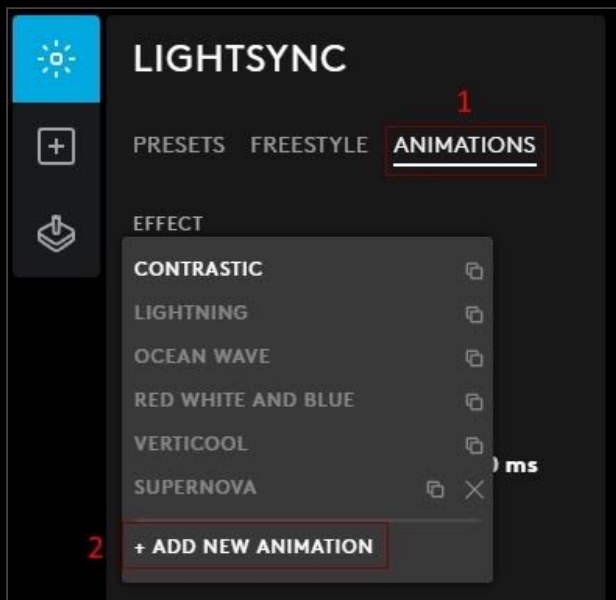 LIGHTSYNC
1
PRESETS FREESTYLE ANIMATIONS
EFFECT
CONTRASTIC
LIGHTNING
OCEAN WAVE
RED WHITE AND BLUE
VERTICOOL
ms
SUPERNOVA
2 + ADD NEW ANIMATION